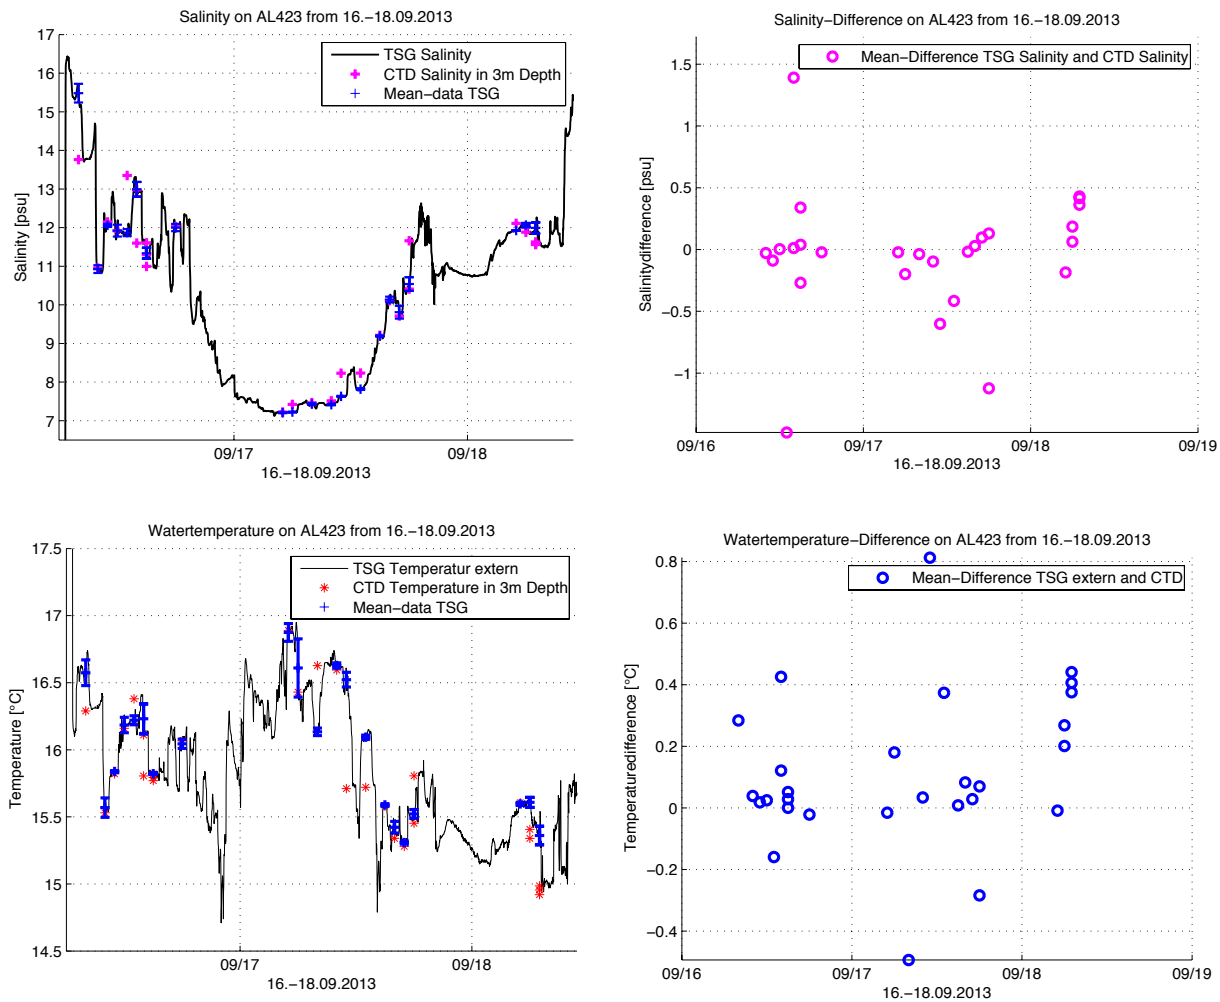 Salinity on AL423 from 16.−18.09.2013
17
16
15
14
13
12
11
10
9
8
7
Salinity [psu]
TSG Salinity
CTD Salinity in 3m Depth
Mean−data TSG
09/17
09/18
16.−18.09.2013
Salinity−Difference on AL423 from 16.−18.09.2013
1.5
1
0.5
0
−0.5
−1
Salinitydifference [psu]
Mean−Difference TSG Salinity and CTD Salinity
09/16
09/17
09/18
09/19
16.−18.09.2013
Watertemperature on AL423 from 16.−18.09.2013
17.5
17
16.5
16
15.5
15
14.5
Temperature [°C]
TSG Temperatur extern
CTD Temperature in 3m Depth
Mean−data TSG
09/17
09/18
16.−18.09.2013
Watertemperature−Difference on AL423 from 16.−18.09.2013
0.8
0.6
0.4
0.2
0
−0.2
−0.4
Temperaturedifference [°C]
Mean−Difference TSG extern and CTD
09/16
09/17
09/18
09/19
16.−18.09.2013